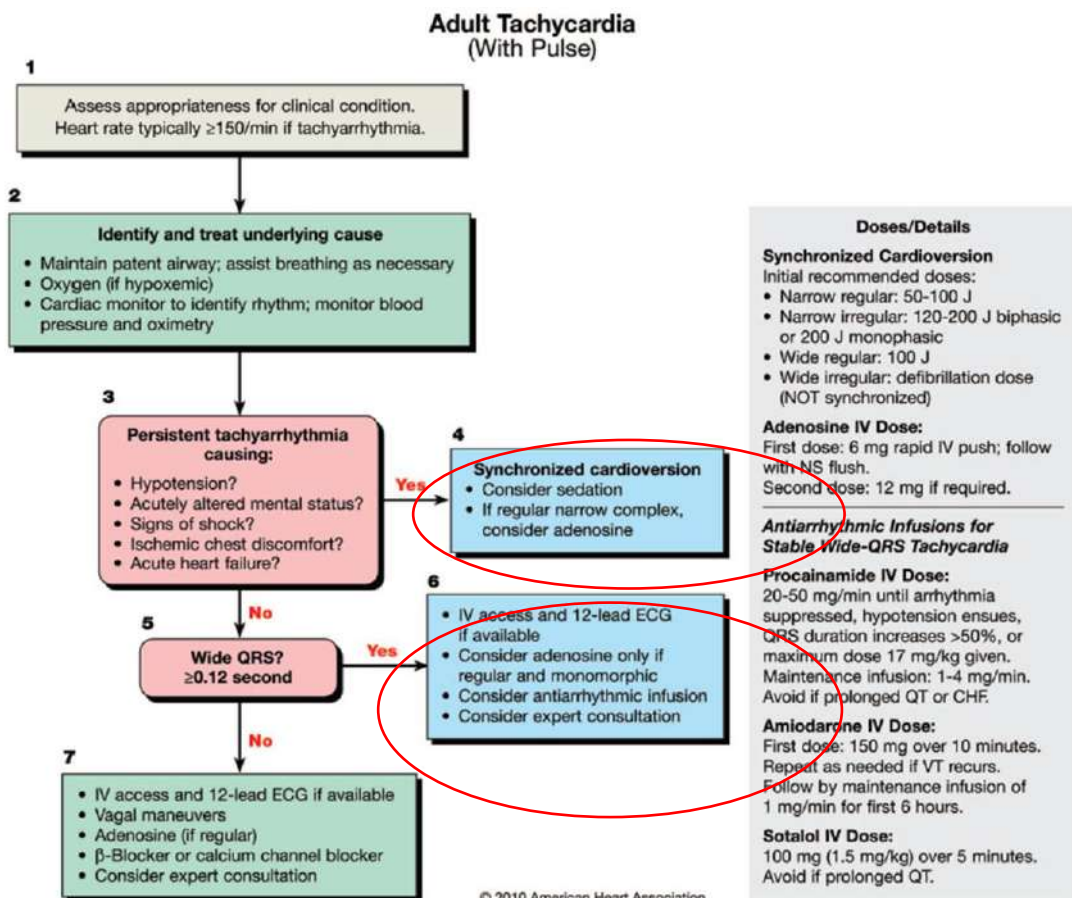 Adult Tachycardia
(With Pulse)
1
Assess appropriateness for clinical condition.
Heart rate typically ≥150/min if tachyarrhythmia.
2
Identify and treat underlying cause
• Maintain patent airway; assist breathing as necessary
• Oxygen (if hypoxemic)
• Cardiac monitor to identify rhythm; monitor blood
pressure and oximetry
3
Persistent tachyarrhythmia
causing:
• Hypotension?
• Acutely altered mental status?
• Signs of shock?
• Ischemic chest discomfort?
• Acute heart failure?
Yes
4
Synchronized cardioversion
• Consider sedation
• If regular narrow complex,
consider adenosine
No
5
Wide QRS?
≥0.12 second
Yes
6
• IV access and 12-lead ECG
if available
• Consider adenosine only if
regular and monomorphic
• Consider antiarrhythmic infusion
• Consider expert consultation
No
7
• IV access and 12-lead ECG if available
• Vagal maneuvers
• Adenosine (if regular)
• β-Blocker or calcium channel blocker
• Consider expert consultation
Doses/Details
Synchronized Cardioversion
Initial recommended doses:
• Narrow regular: 50-100 J
• Narrow irregular: 120-200 J biphasic
or 200 J monophasic
• Wide regular: 100 J
• Wide irregular: defibrillation dose
(NOT synchronized)
Adenosine IV Dose:
First dose: 6 mg rapid IV push; follow
with NS flush.
Second dose: 12 mg if required.
Antiarrhythmic Infusions for
Stable Wide-QRS Tachycardia
Procainamide IV Dose:
20-50 mg/min until arrhythmia
suppressed, hypotension ensues,
QRS duration increases >50%, or
maximum dose 17 mg/kg given.
Maintenance infusion: 1-4 mg/min.
Avoid if prolonged QT or CHF.
Amiodarone IV Dose:
First dose: 150 mg over 10 minutes.
Repeat as needed if VT recurs.
Follow by maintenance infusion of
1 mg/min for first 6 hours.
Sotalol IV Dose:
100 mg (1.5 mg/kg) over 5 minutes.
Avoid if prolonged QT.
© 2010 American Heart Association